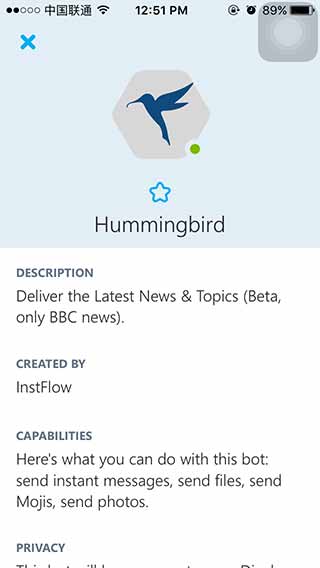 中国联通 12:51 PM 89%
Hummingbird
DESCRIPTION
Deliver the Latest News & Topics (Beta,
only BBC news).
CREATED BY
InstFlow
CAPABILITIES
Here's what you can do with this bot:
send instant messages, send files, send
Mojis, send photos.
PRIVACY